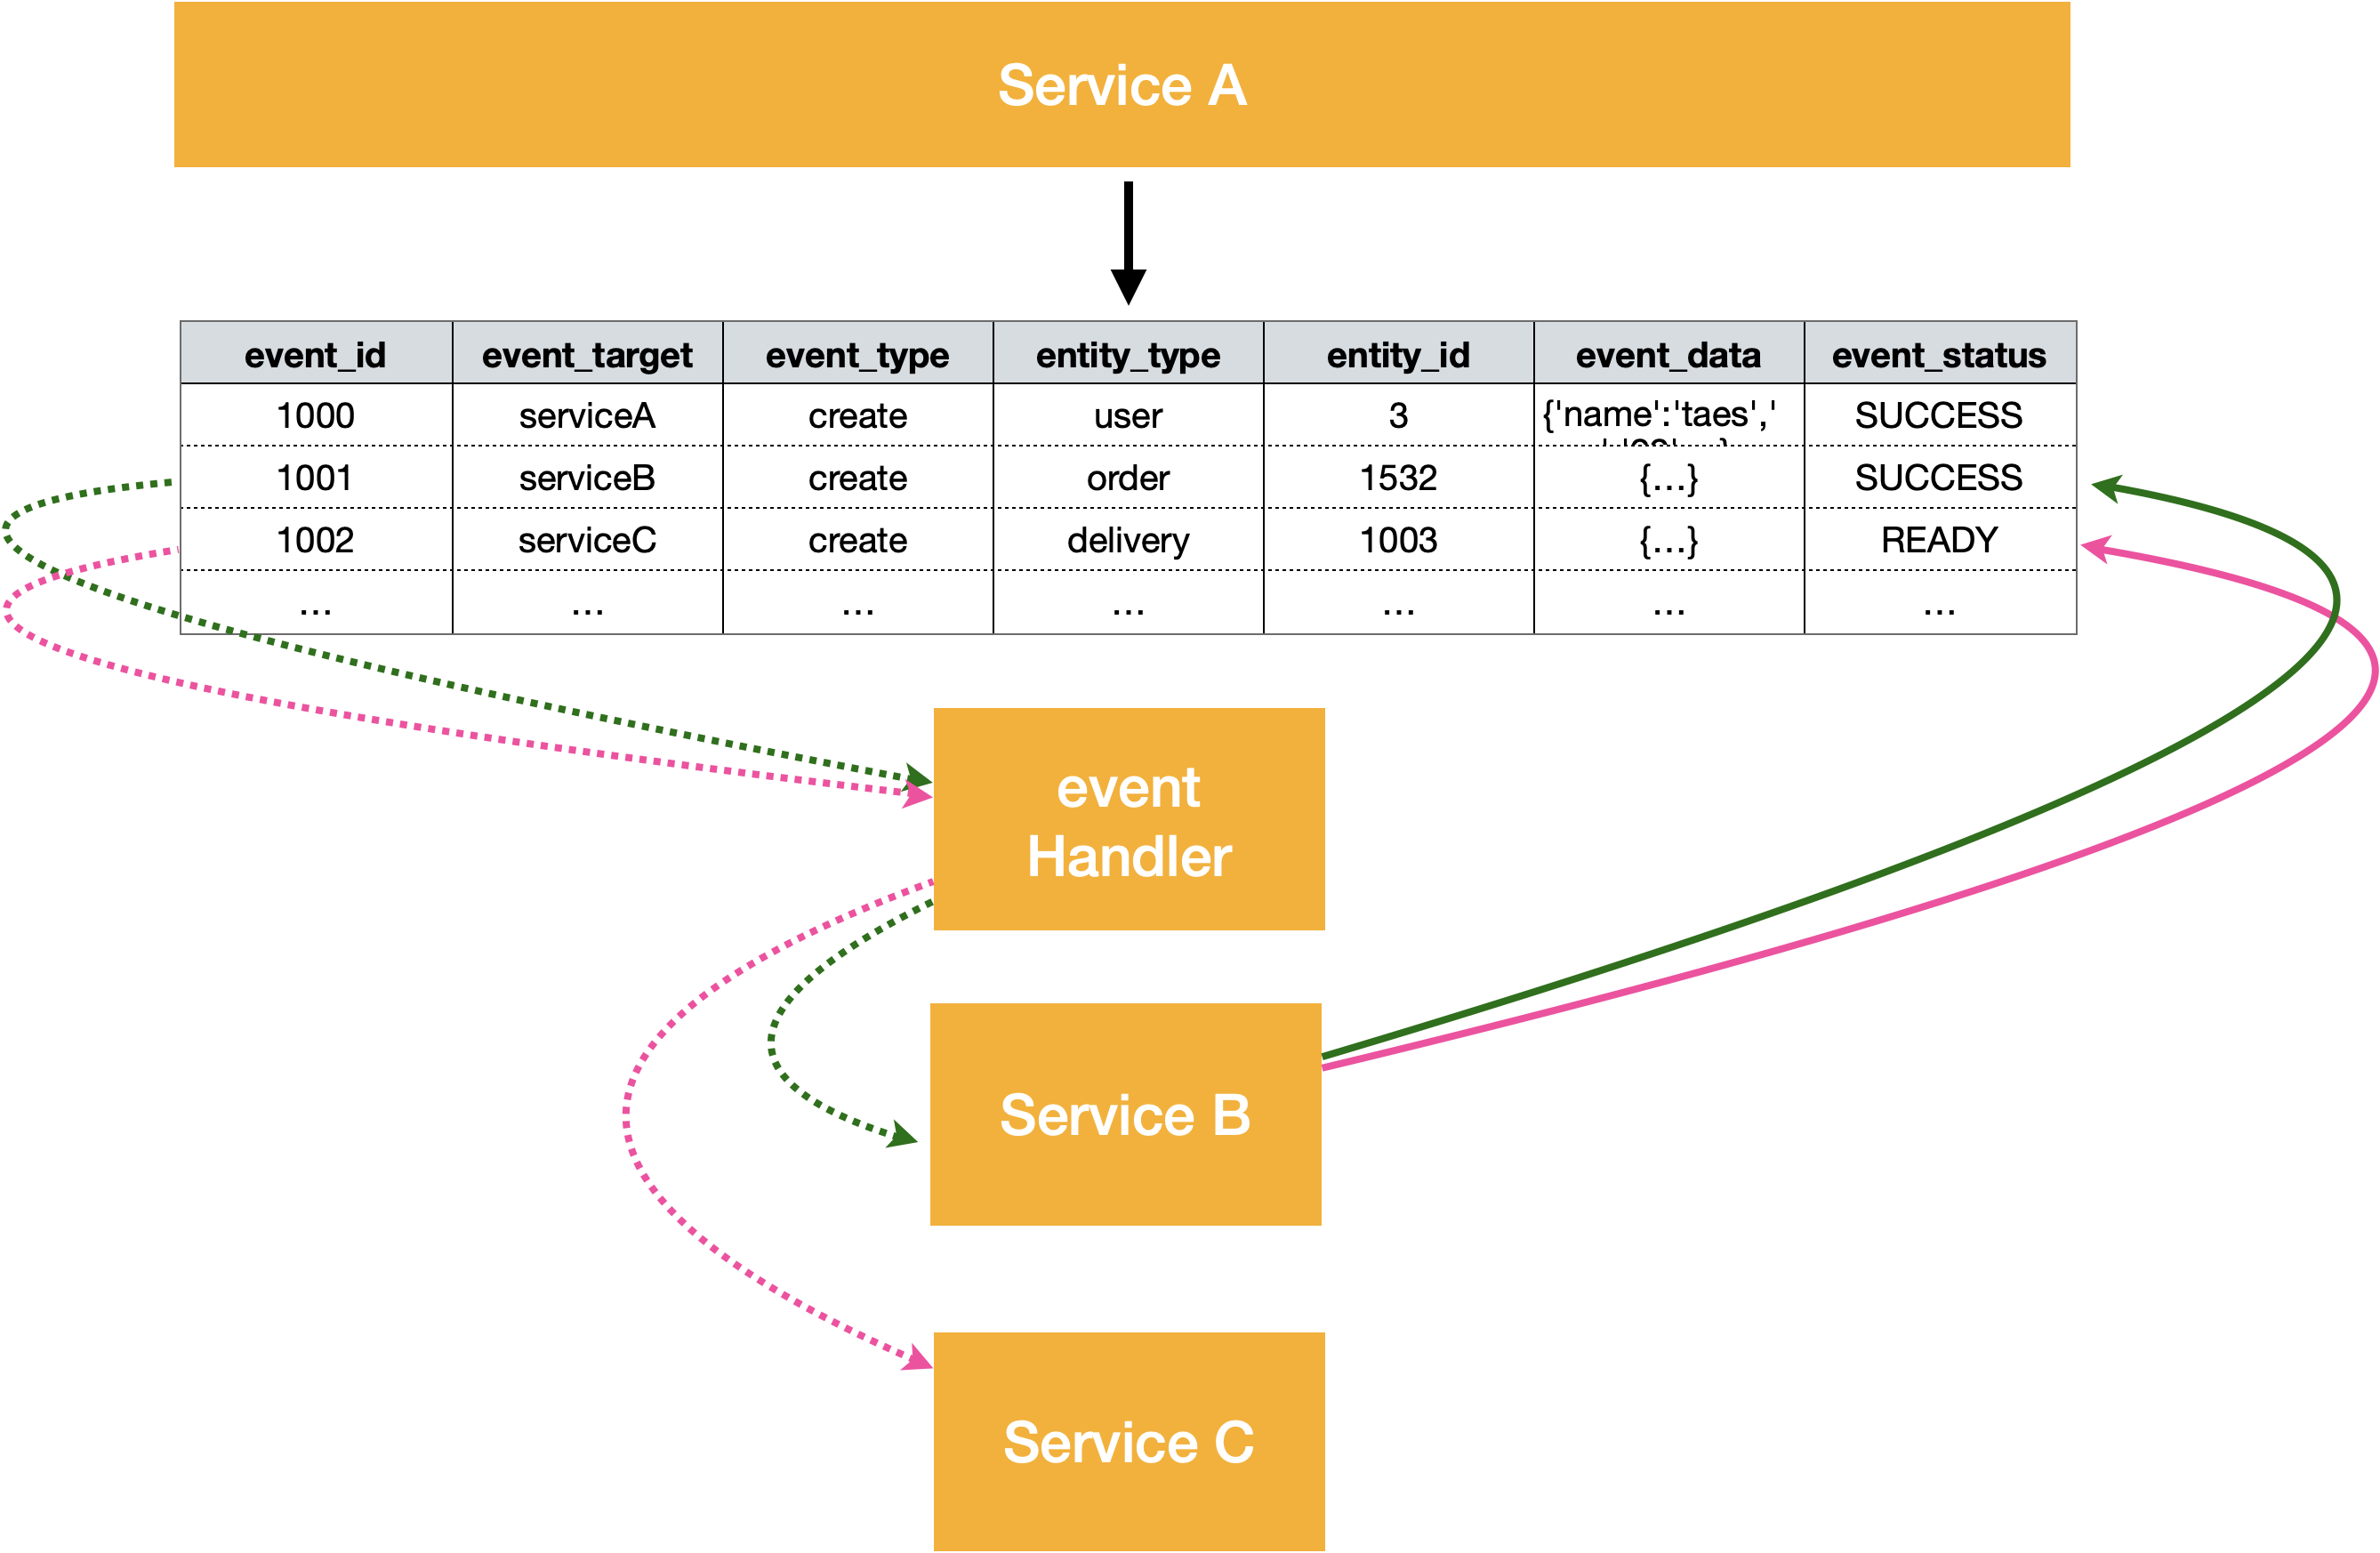 Service A
event_id event_target event_type entity_type entity_id event_data event_status
1000 serviceA create user 3 {'name':'taes',' SUCCESS
1001 serviceB create order 1532 {...} SUCCESS
1002 serviceC create delivery 1003 {...} READY
... ... ... ... ... ... ...
event
Handler
Service B
Service C